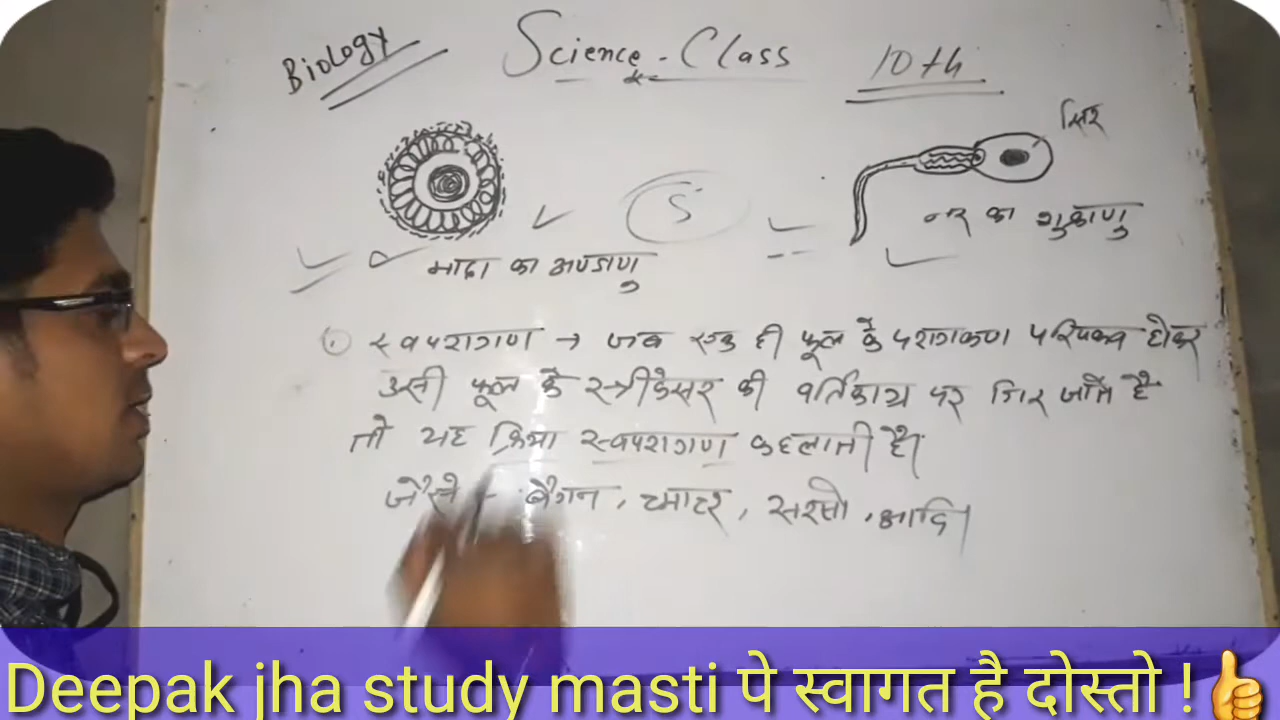 Biology
Science-Class 10th
सिर
नर का शुक्राणु
5
मादा का अण्डाणु
1. स्वपरागण → जब एक ही फूल के परागकण परिपक्व होकर
उसी फूल के स्त्रीकेसर की वर्तिकाग्र पर गिर जाते है
तो यह क्रिया स्वपरागण कहलाती है।
जैसे - बैगन, टमाटर, सरसो, आदि।
Deepak jha study masti पे स्वागत है दोस्तो !👍